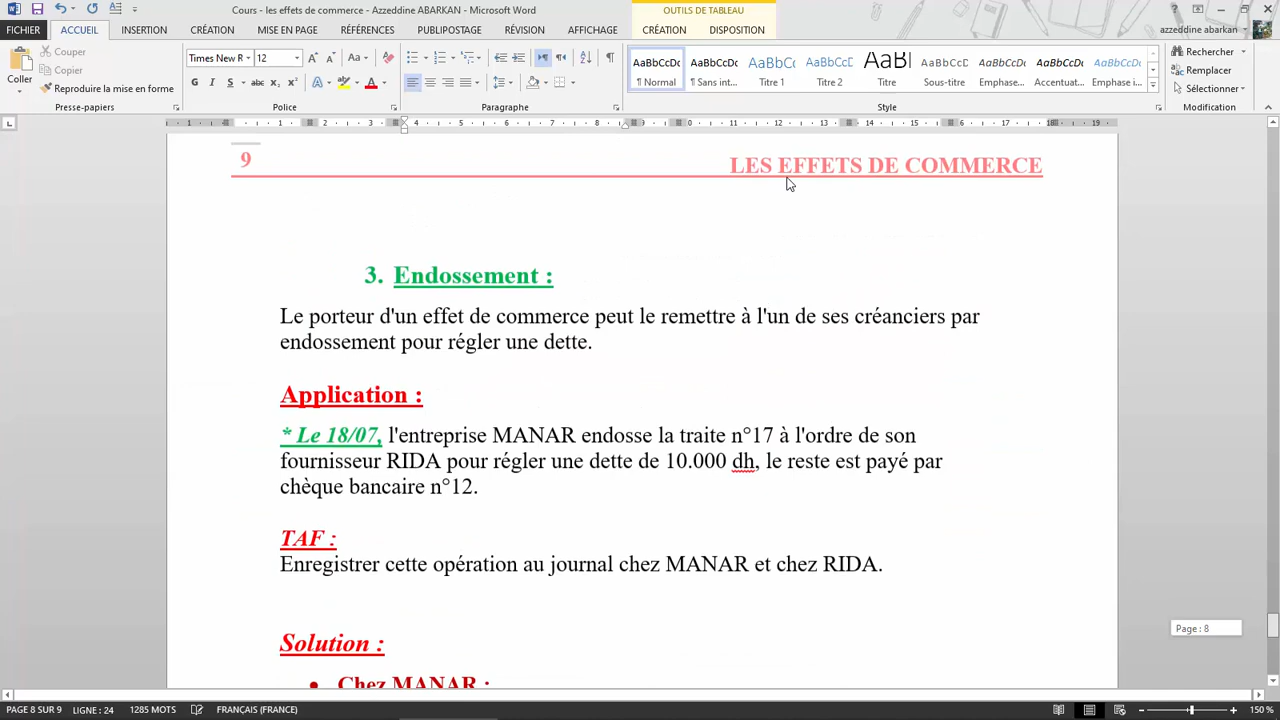 Cours - les effets de commerce - Azzeddine ABARKAN - Microsoft Word
OUTILS DE TABLEAU
FICHIER ACCUEIL INSERTION CRÉATION MISE EN PAGE RÉFÉRENCES PUBLIPOSTAGE RÉVISION AFFICHAGE CRÉATION DISPOSITION azzeddine abarkan
Coller
Couper
Copier
Reproduire la mise en forme
Presse-papiers
Times New R 12
G I S abc x₂ x²
Police
Paragraphe
AaBbCcDc AaBbCcDc AaBbCc AaBbCcC AaBl AaBbCcC AaBbCcDc AaBbCcDc AaBbCcDc
¶ Normal ¶ Sans int... Titre 1 Titre 2 Titre Sous-titre Emphase... Accentuat... Emphase i...
Style
Rechercher
Remplacer
Sélectionner
Modification
9 LES EFFETS DE COMMERCE
3. Endossement :
Le porteur d'un effet de commerce peut le remettre à l'un de ses créanciers par
endossement pour régler une dette.
Application :
* Le 18/07, l'entreprise MANAR endosse la traite n°17 à l'ordre de son
fournisseur RIDA pour régler une dette de 10.000 dh, le reste est payé par
chèque bancaire n°12.
TAF :
Enregistrer cette opération au journal chez MANAR et chez RIDA.
Solution :
• Chez MANAR :
Page : 8
PAGE 8 SUR 9 LIGNE : 24 1285 MOTS FRANÇAIS (FRANCE) 150 %